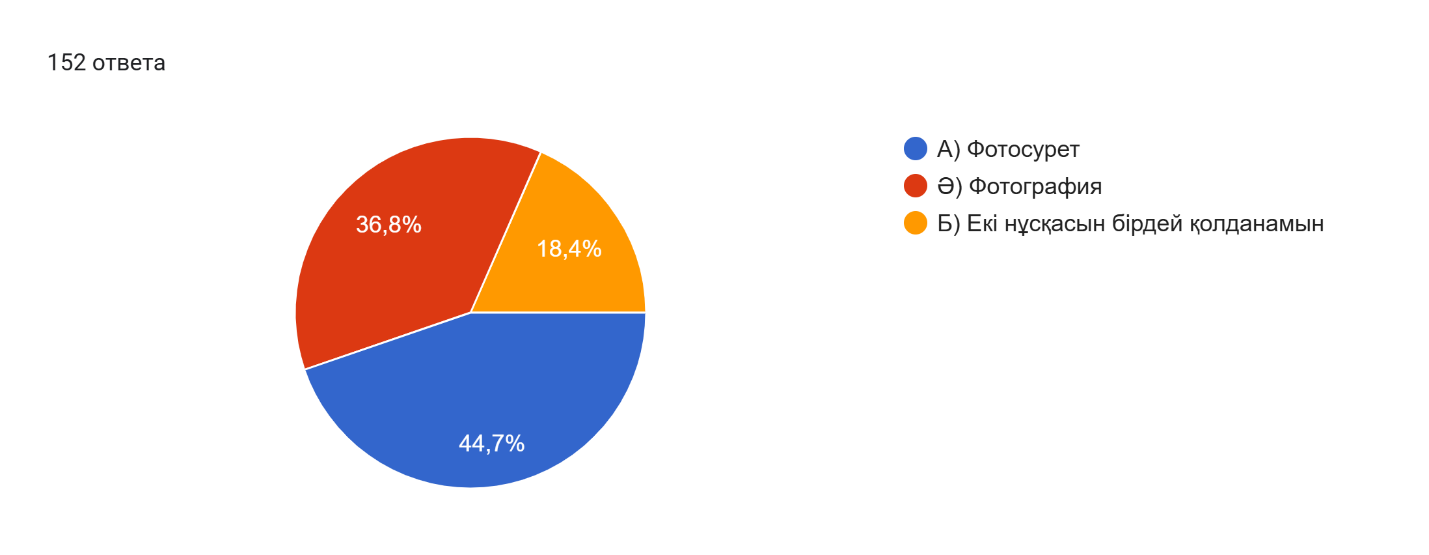 152 ответа
А) Фотосурет
Ә) Фотография
Б) Екі нұсқасын бірдей қолданамын
36,8%
18,4%
44,7%